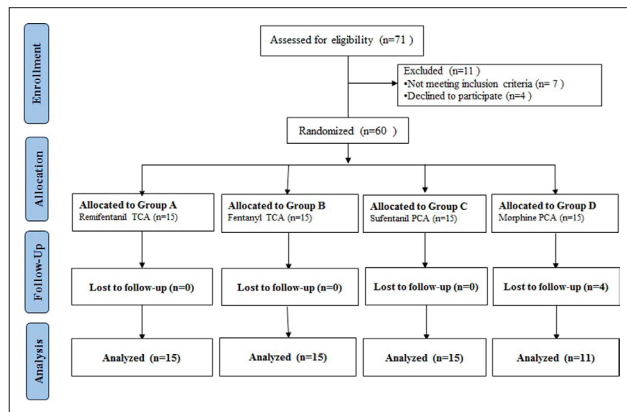 Enrollment
Assessed for eligibility (n=71 )
Excluded (n=11 )
•Not meeting inclusion criteria (n= 7 )
•Declined to participate (n=4 )
Randomized (n=60 )
Allocation
Allocated to Group A
Remifentanil TCA (n=15)
Allocated to Group B
Fentanyl TCA (n=15)
Allocated to Group C
Sufentanil PCA (n=15)
Allocated to Group D
Morphine PCA (n=15)
Follow-Up
Lost to follow-up (n=0)
Lost to follow-up (n=0)
Lost to follow-up (n=0)
Lost to follow-up (n=4)
Analysis
Analyzed (n=15)
Analyzed (n=15)
Analyzed (n=15)
Analyzed (n=11)